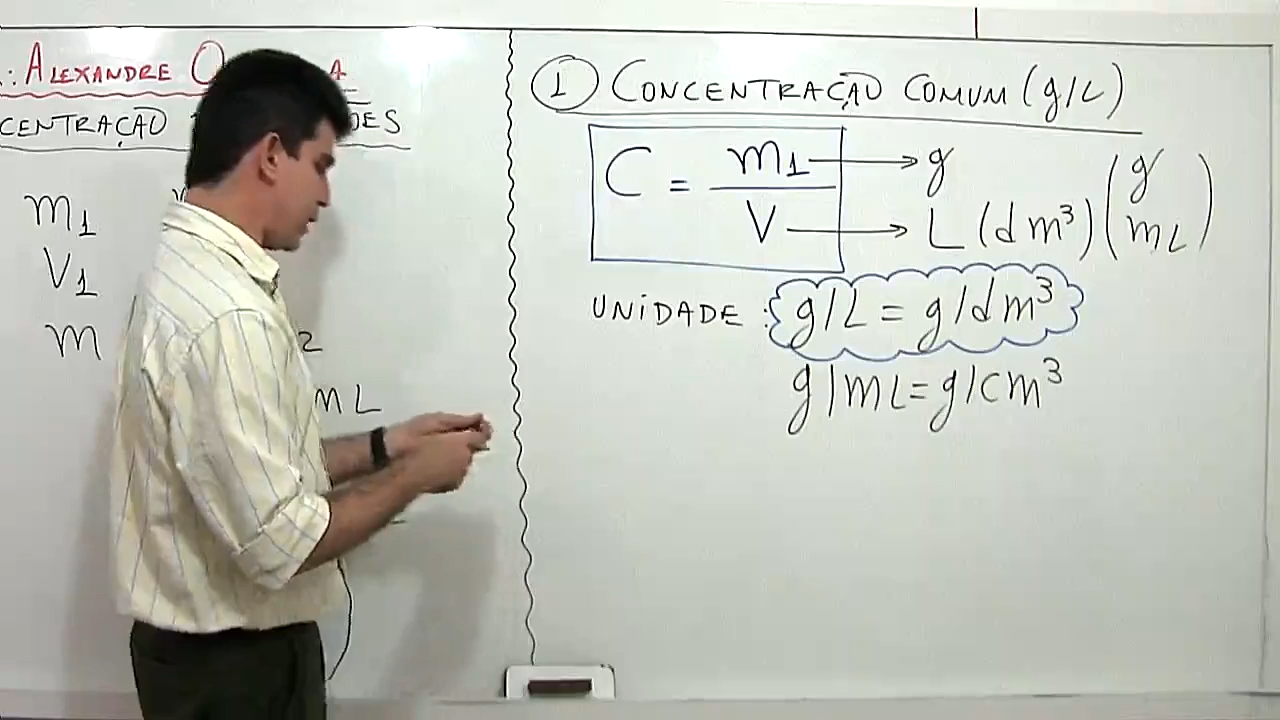 : ALEXANDRE
CENTRAÇÃO
m1
V1
m
2
mL
1 CONCENTRAÇÃO COMUM (g/L)
C = m1 / V
→ g
→ L (dm³) (g mL)
UNIDADE : g/L = g/dm³
g/mL = g/cm³